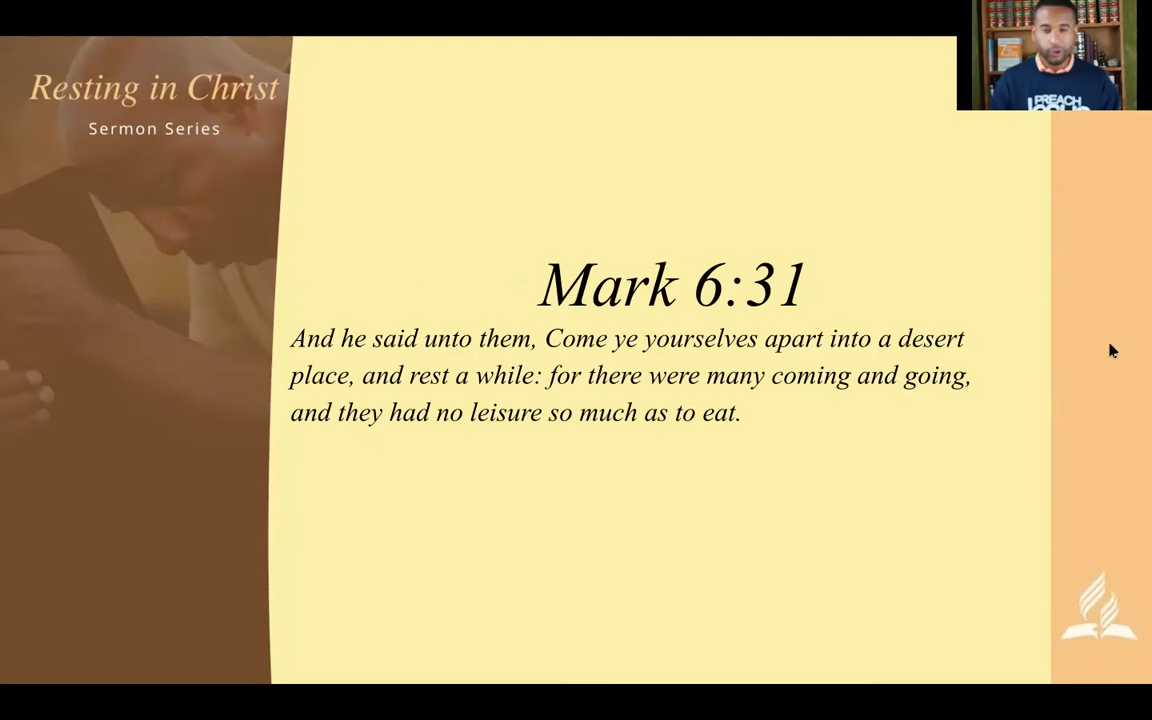 Resting in Christ
Sermon Series
Mark 6:31
And he said unto them, Come ye yourselves apart into a desert
place, and rest a while: for there were many coming and going,
and they had no leisure so much as to eat.
PREACH